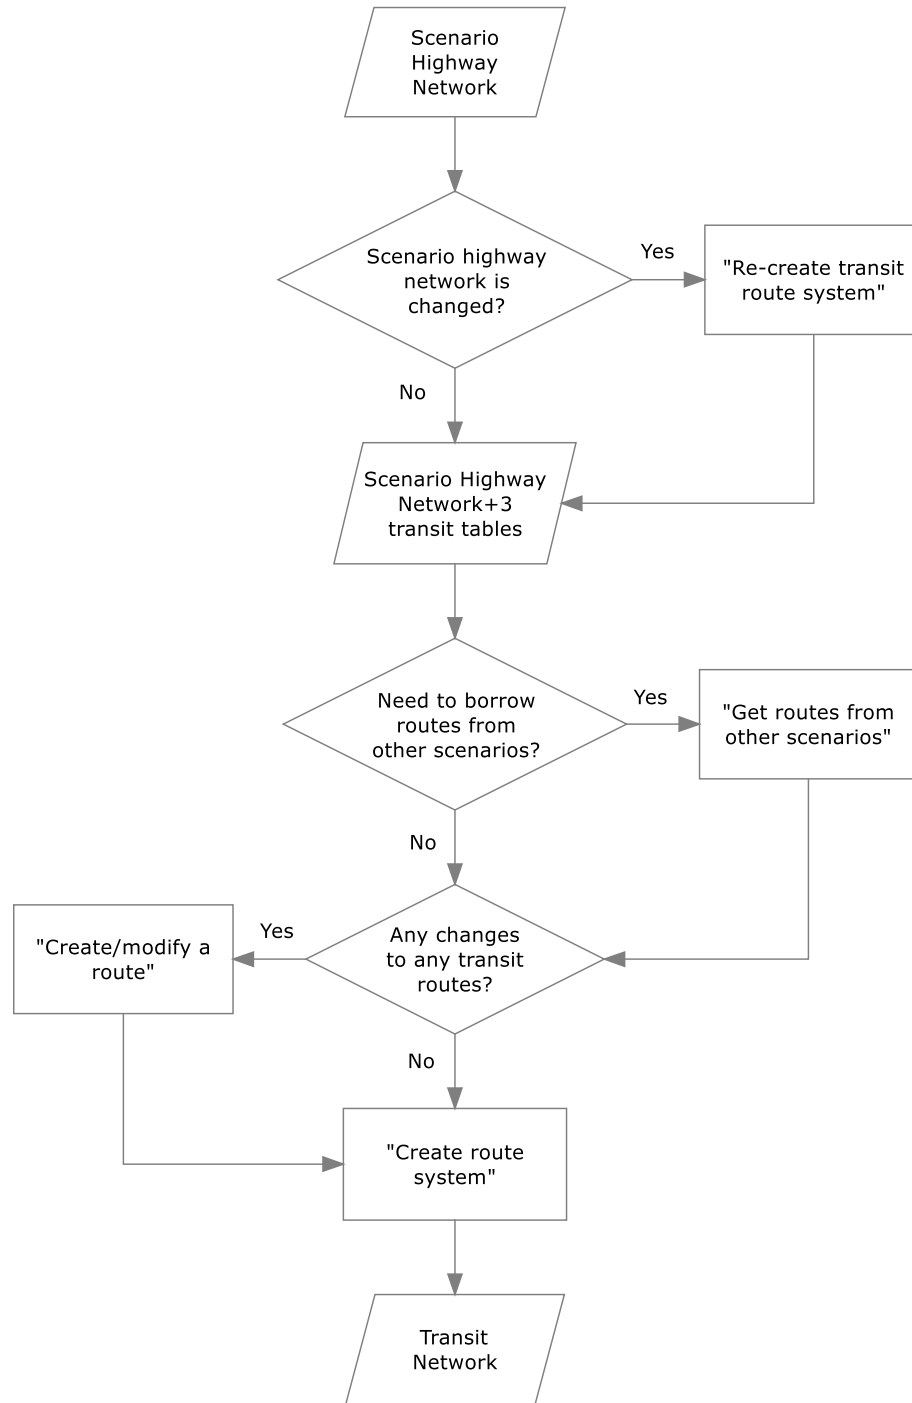 Scenario
Highway
Network
Scenario highway
network is
changed?
Yes
"Re-create transit
route system"
No
Scenario Highway
Network+3
transit tables
Need to borrow
routes from
other scenarios?
Yes
"Get routes from
other scenarios"
No
Any changes
to any transit
routes?
Yes
"Create/modify a
route"
No
"Create route
system"
Transit
Network